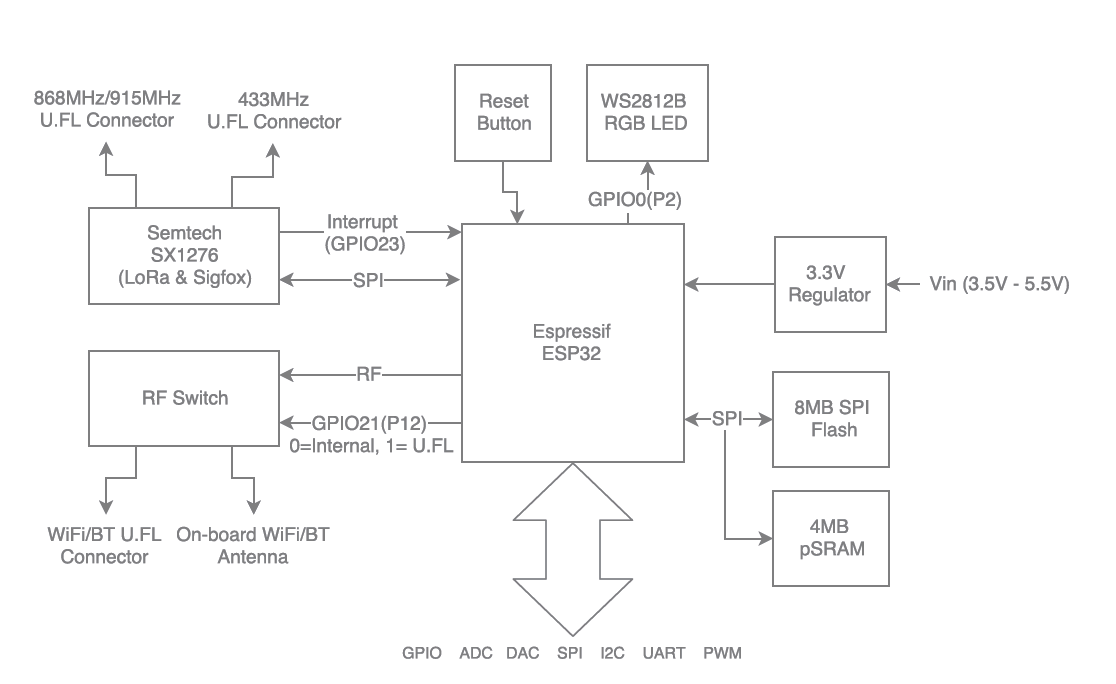 868MHz/915MHz
U.FL Connector
433MHz
U.FL Connector
Reset
Button
WS2812B
RGB LED
GPIO0(P2)
Semtech
SX1276
(LoRa & Sigfox)
Interrupt
(GPIO23)
SPI
Espressif
ESP32
3.3V
Regulator
Vin (3.5V - 5.5V)
RF Switch
RF
GPIO21(P12)
0=Internal, 1= U.FL
SPI
8MB SPI
Flash
4MB
pSRAM
WiFi/BT U.FL
Connector
On-board WiFi/BT
Antenna
GPIO ADC DAC SPI I2C UART PWM